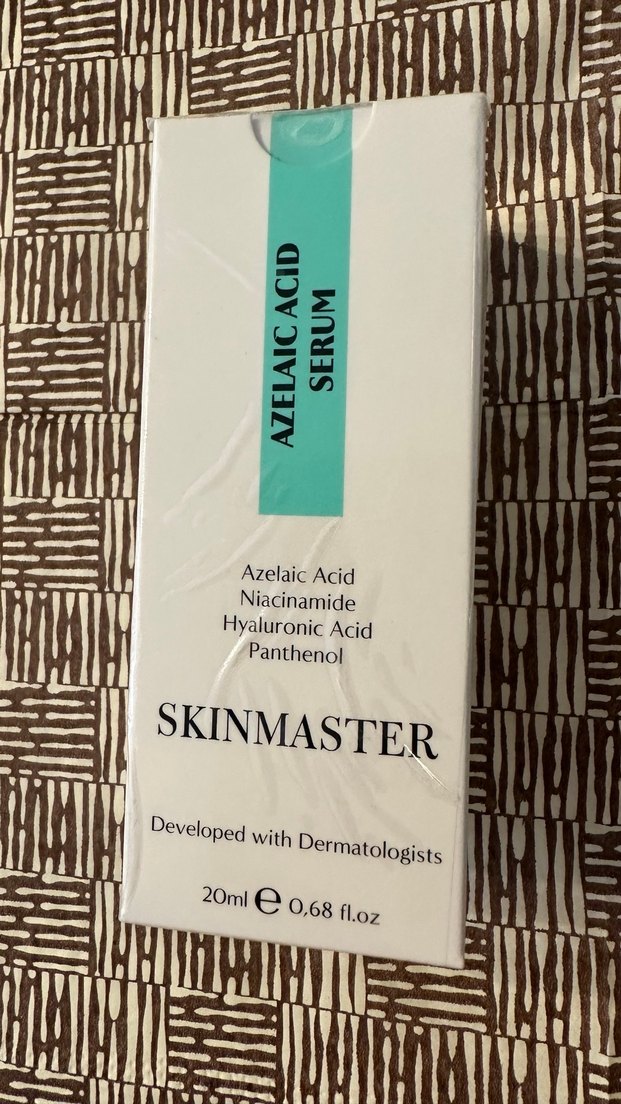 AZELAIC ACID
SERUM
Azelaic Acid
Niacinamide
Hyaluronic Acid
Panthenol
SKINMASTER
Developed with Dermatologists
20ml ℮ 0,68 fl.oz